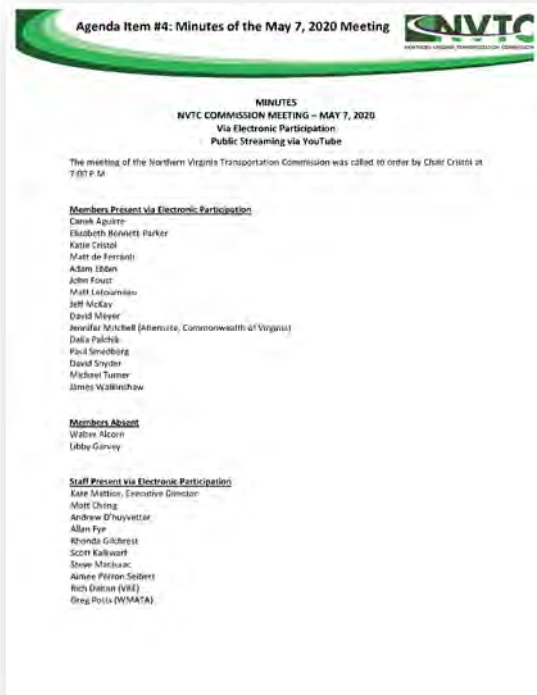 Agenda Item #4: Minutes of the May 7, 2020 Meeting
NVTC
NORTHERN VIRGINIA TRANSPORTATION COMMISSION
MINUTES
NVTC COMMISSION MEETING – MAY 7, 2020
Via Electronic Participation
Public Streaming via YouTube
The meeting of the Northern Virginia Transportation Commission was called to order by Chair Cristol at
7:00 P.M.
Members Present via Electronic Participation
Canek Aguirre
Elizabeth Bennett-Parker
Katie Cristol
Matt de Ferranti
Adam Ebbin
John Foust
Matt Letourneau
Jeff McKay
David Meyer
Jennifer Mitchell (Alternate, Commonwealth of Virginia)
Dalia Palchik
Paul Smedberg
David Snyder
Michael Turner
James Walkinshaw
Members Absent
Walter Alcorn
Libby Garvey
Staff Present via Electronic Participation
Kate Mattice, Executive Director
Matt Cheng
Andrew D'huyvetter
Allan Fye
Rhonda Gilchrest
Scott Kalkwarf
Steve MacIsaac
Aimee Perron Seibert
Rich Dalton (VRE)
Greg Potts (WMATA)